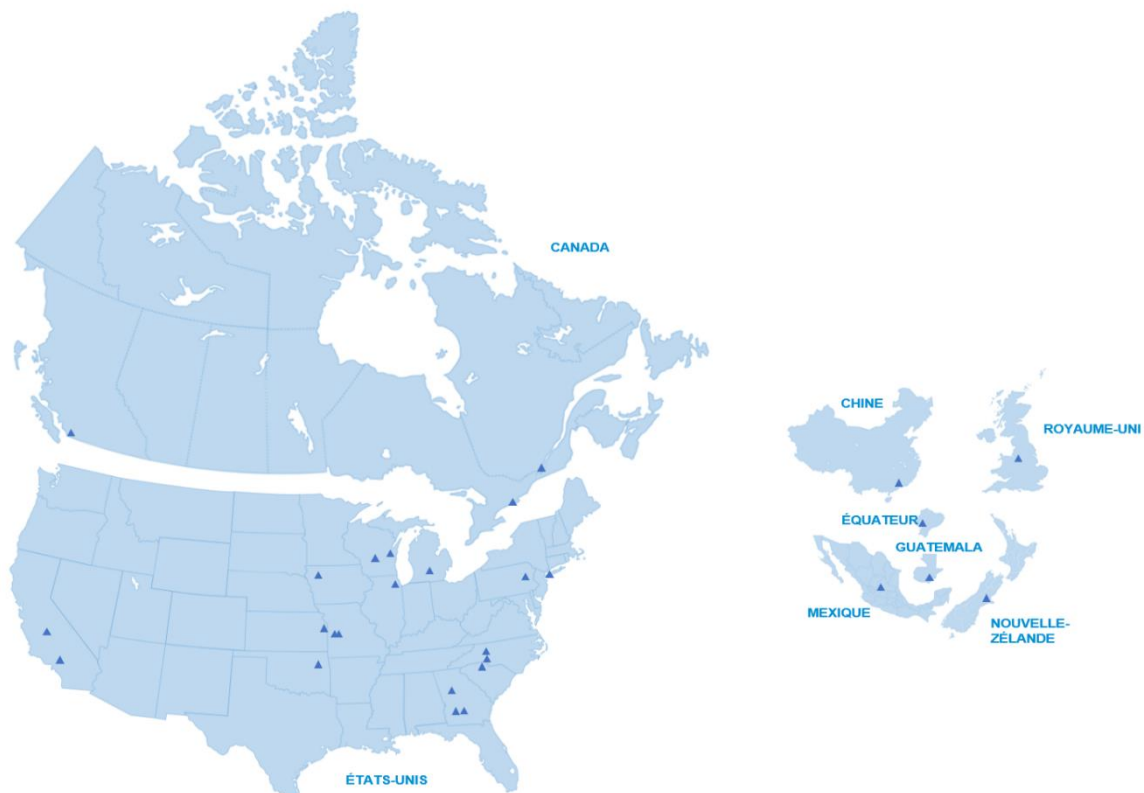 CANADA
CHINE
ROYAUME-UNI
ÉQUATEUR
GUATEMALA
MEXIQUE
NOUVELLE-
ZÉLANDE
ÉTATS-UNIS